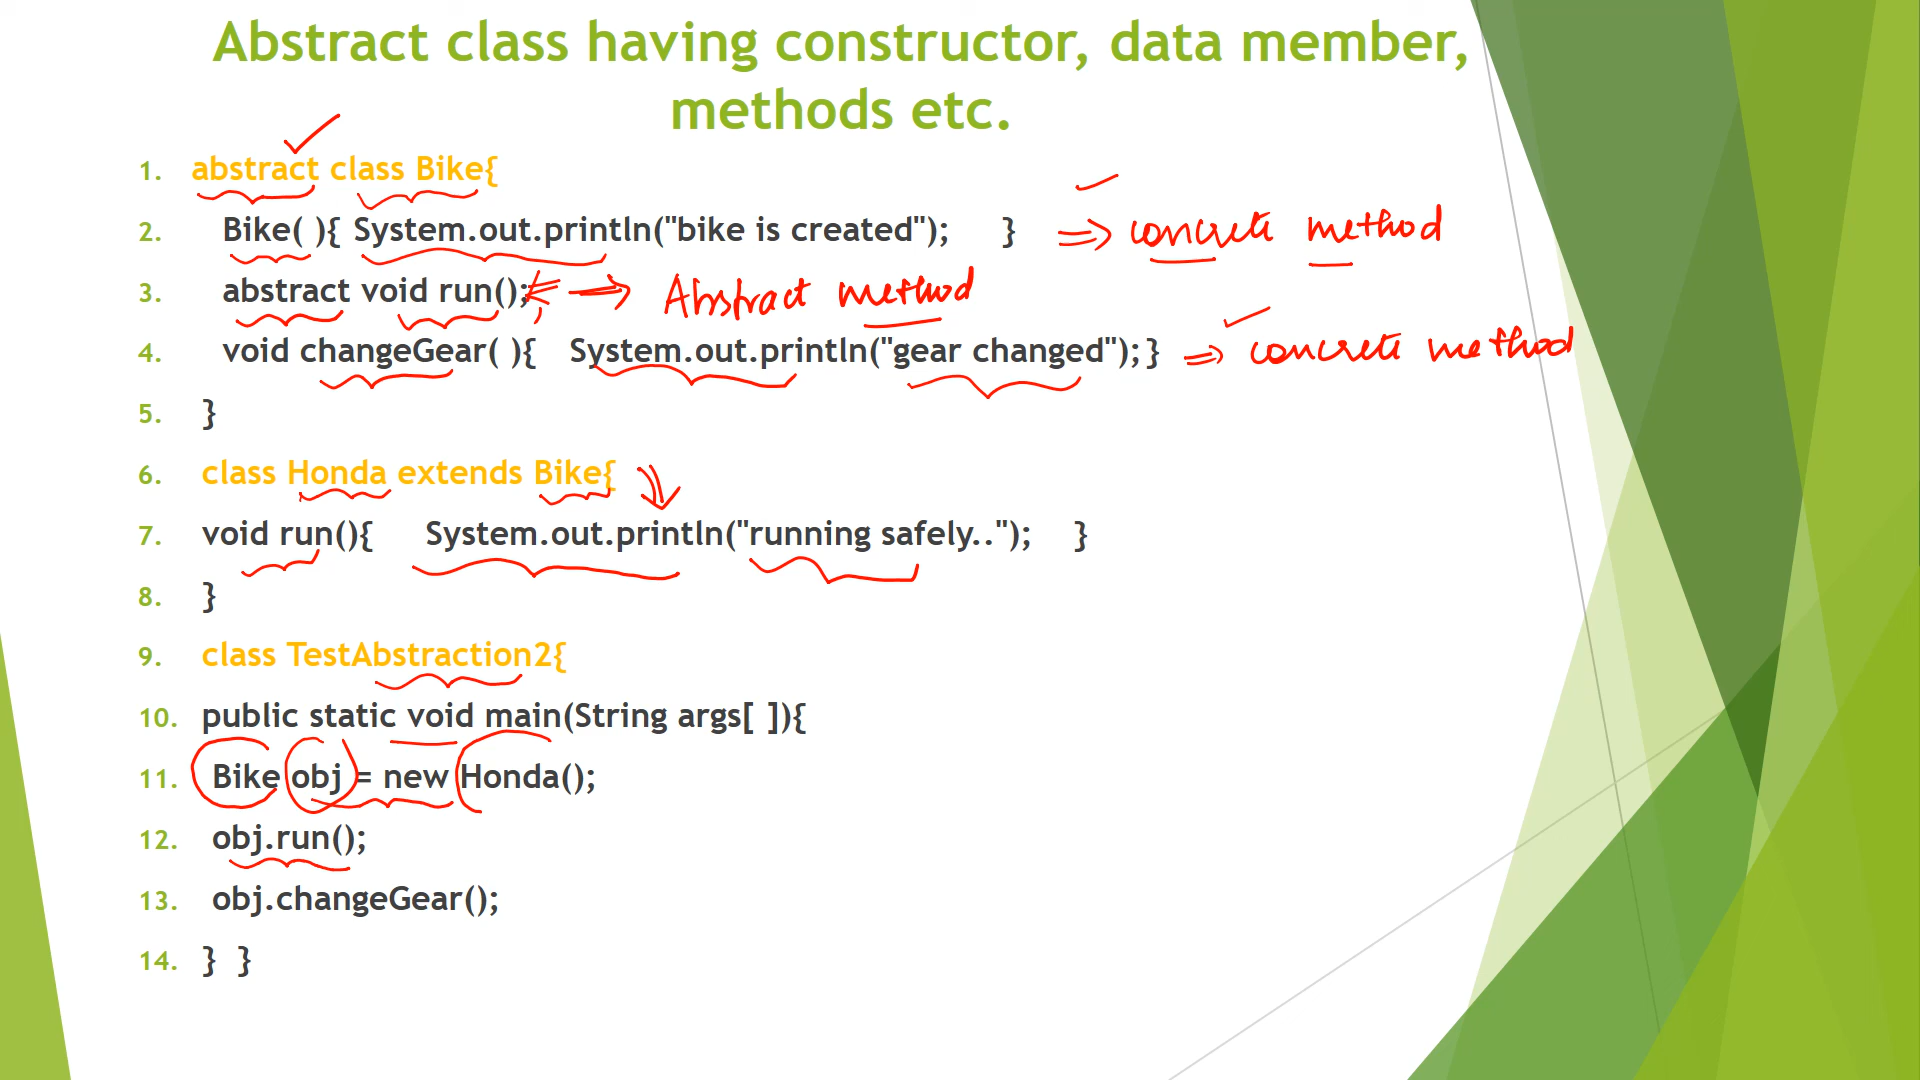 Abstract class having constructor, data member,
methods etc.
1. abstract class Bike{
2. Bike( ){ System.out.println("bike is created"); } ⇒ concrete method
3. abstract void run(); → Abstract method
4. void changeGear( ){ System.out.println("gear changed");} ⇒ concrete method
5. }
6. class Honda extends Bike{
7. void run(){ System.out.println("running safely.."); }
8. }
9. class TestAbstraction2{
10. public static void main(String args[ ]){
11. Bike obj = new Honda();
12. obj.run();
13. obj.changeGear();
14. } }